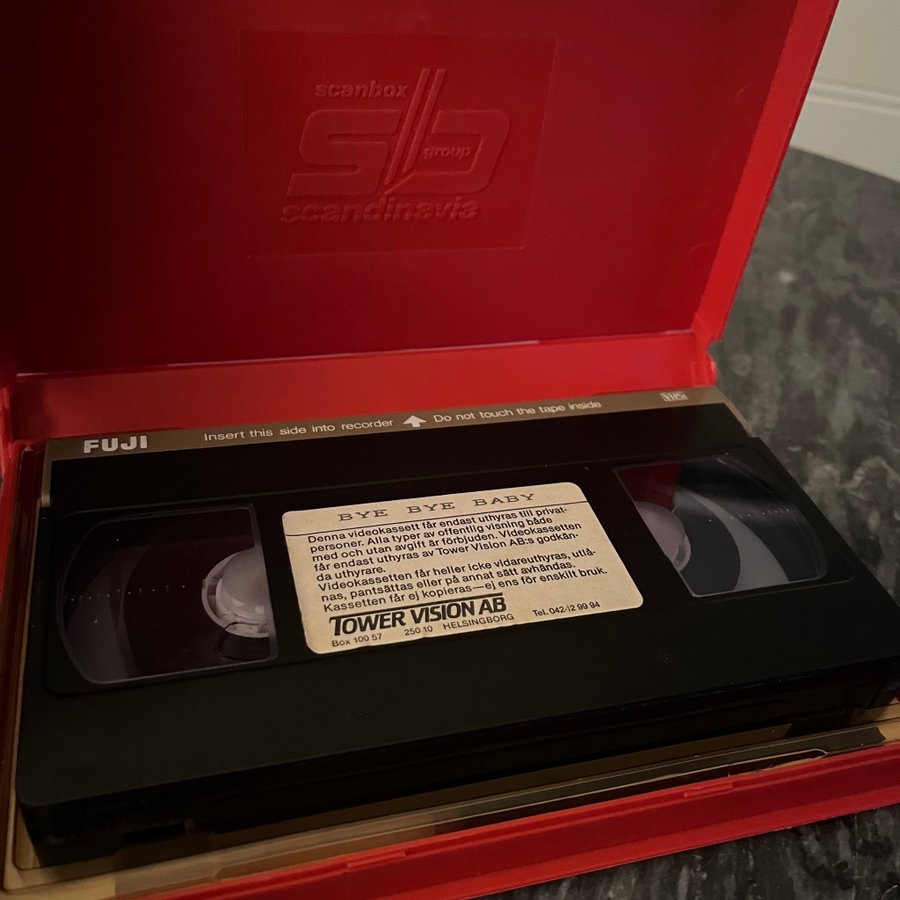 scanbox
sb
group
scandinavia
FUJI
Insert this side into recorder
Do not touch the tape inside
VHS
BYE BYE BABY
Denna videokassett får endast uthyras till privat-
personer. Alla typer av offentlig visning både
med och utan avgift är förbjuden. Videokassetten
får endast uthyras av Tower Vision AB:s godkän-
da uthyrare.
Videokassetten får heller icke vidareuthyras, utlå-
nas, pantsättas eller på annat sätt avhändas.
Kassetten får ej kopieras—ej ens för enskilt bruk.
TOWER VISION AB
Box 100 57 250 10 HELSINGBORG Tel. 042-12 99 94